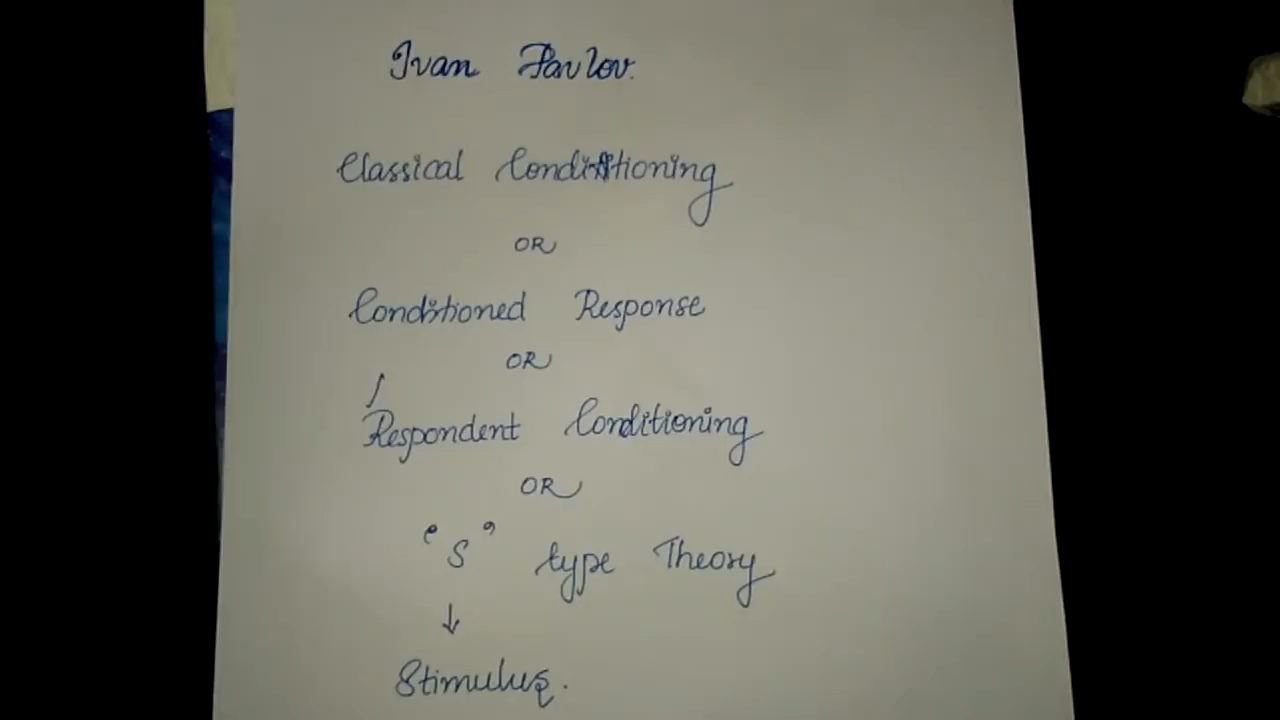 Ivan Pavlov.
Classical Conditioning
OR
Conditioned Response
OR
Respondent Conditioning
OR
'S' type Theory
↓
Stimulus.